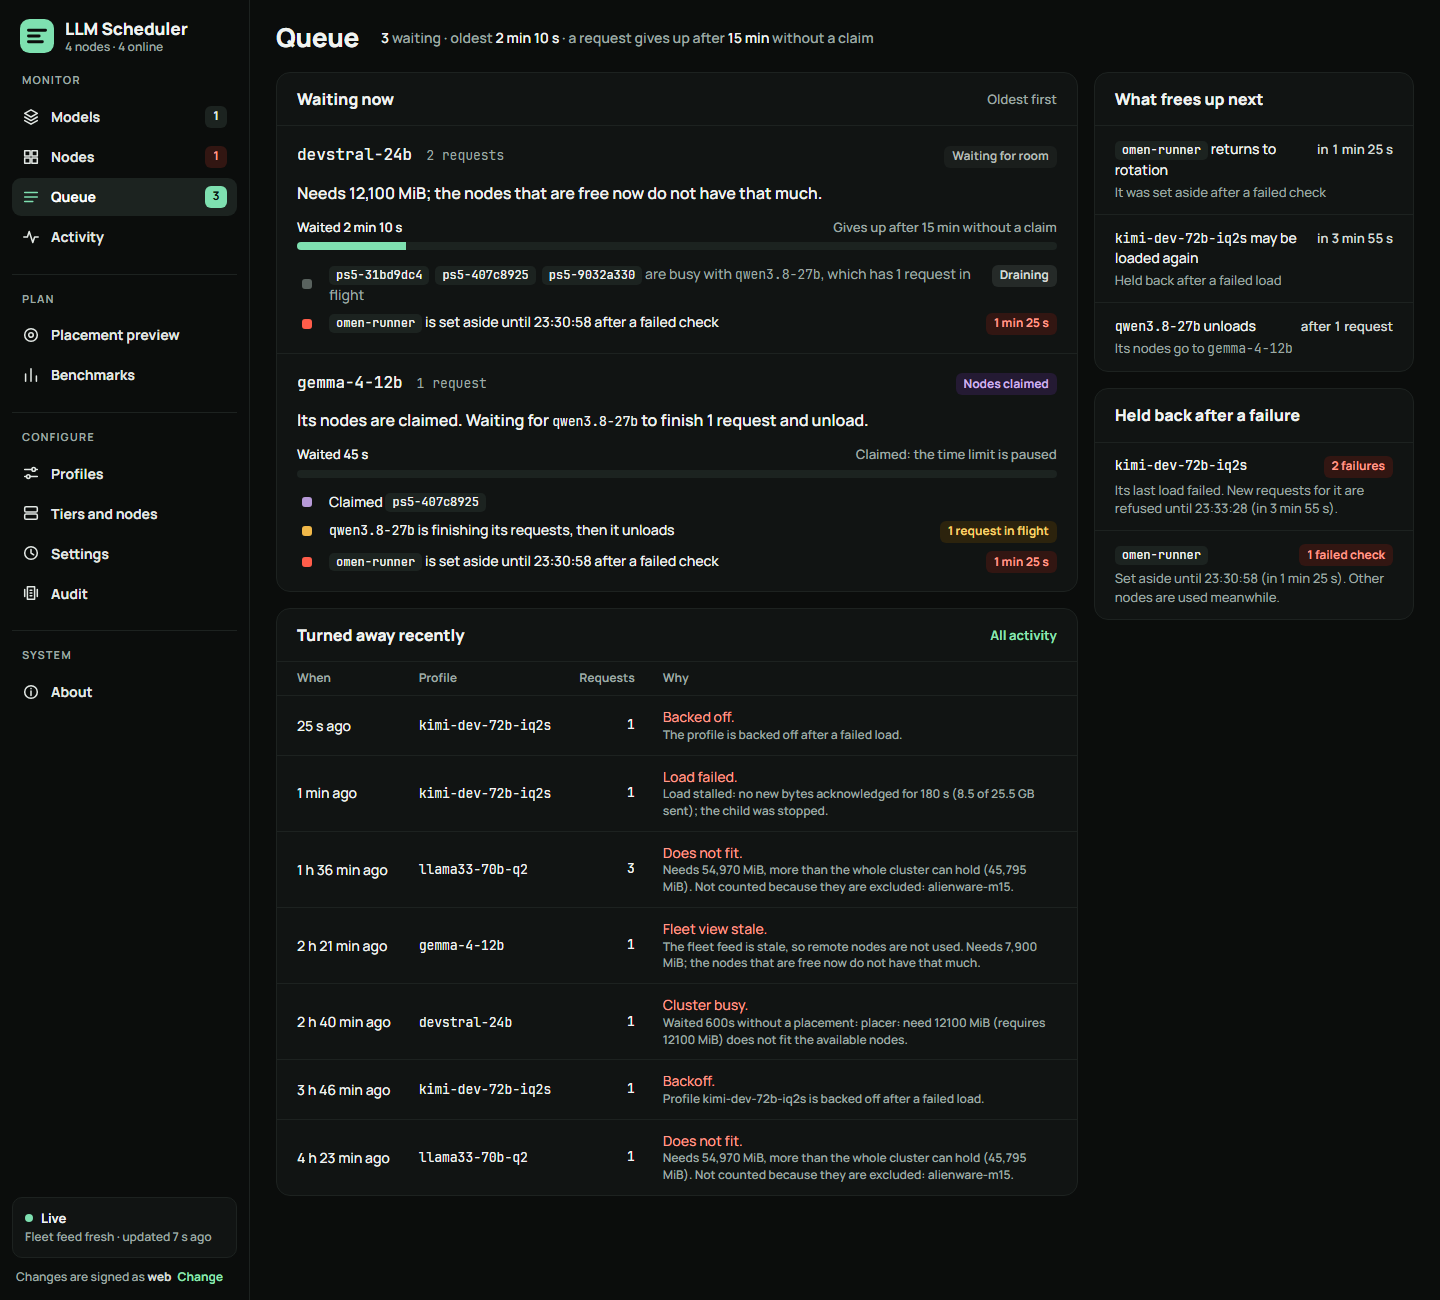 LLM Scheduler
4 nodes · 4 online
MONITOR
Models 1
Nodes 1
Queue 3
Activity
PLAN
Placement preview
Benchmarks
CONFIGURE
Profiles
Tiers and nodes
Settings
Audit
SYSTEM
About
Live
Fleet feed fresh · updated 7 s ago
Changes are signed as web Change
Queue 3 waiting · oldest 2 min 10 s · a request gives up after 15 min without a claim
Waiting now Oldest first
devstral-24b 2 requests Waiting for room
Needs 12,100 MiB; the nodes that are free now do not have that much.
Waited 2 min 10 s Gives up after 15 min without a claim
ps5-31bd9dc4 ps5-407c8925 ps5-9032a330 are busy with qwen3.8-27b, which has 1 request in Draining
flight
omen-runner is set aside until 23:30:58 after a failed check 1 min 25 s
gemma-4-12b 1 request Nodes claimed
Its nodes are claimed. Waiting for qwen3.8-27b to finish 1 request and unload.
Waited 45 s Claimed: the time limit is paused
Claimed ps5-407c8925
qwen3.8-27b is finishing its requests, then it unloads 1 request in flight
omen-runner is set aside until 23:30:58 after a failed check 1 min 25 s
Turned away recently All activity
When Profile Requests Why
25 s ago kimi-dev-72b-iq2s 1 Backed off.
The profile is backed off after a failed load.
1 min ago kimi-dev-72b-iq2s 1 Load failed.
Load stalled: no new bytes acknowledged for 180 s (8.5 of 25.5 GB
sent); the child was stopped.
1 h 36 min ago llama33-70b-q2 3 Does not fit.
Needs 54,970 MiB, more than the whole cluster can hold (45,795
MiB). Not counted because they are excluded: alienware-m15.
2 h 21 min ago gemma-4-12b 1 Fleet view stale.
The fleet feed is stale, so remote nodes are not used. Needs 7,900
MiB; the nodes that are free now do not have that much.
2 h 40 min ago devstral-24b 1 Cluster busy.
Waited 600s without a placement: placer: need 12100 MiB (requires
12100 MiB) does not fit the available nodes.
3 h 46 min ago kimi-dev-72b-iq2s 1 Backoff.
Profile kimi-dev-72b-iq2s is backed off after a failed load.
4 h 23 min ago llama33-70b-q2 1 Does not fit.
Needs 54,970 MiB, more than the whole cluster can hold (45,795
MiB). Not counted because they are excluded: alienware-m15.
What frees up next
omen-runner returns to in 1 min 25 s
rotation
It was set aside after a failed check
kimi-dev-72b-iq2s may be in 3 min 55 s
loaded again
Held back after a failed load
qwen3.8-27b unloads after 1 request
Its nodes go to gemma-4-12b
Held back after a failure
kimi-dev-72b-iq2s 2 failures
Its last load failed. New requests for it are
refused until 23:33:28 (in 3 min 55 s).
omen-runner 1 failed check
Set aside until 23:30:58 (in 1 min 25 s). Other
nodes are used meanwhile.